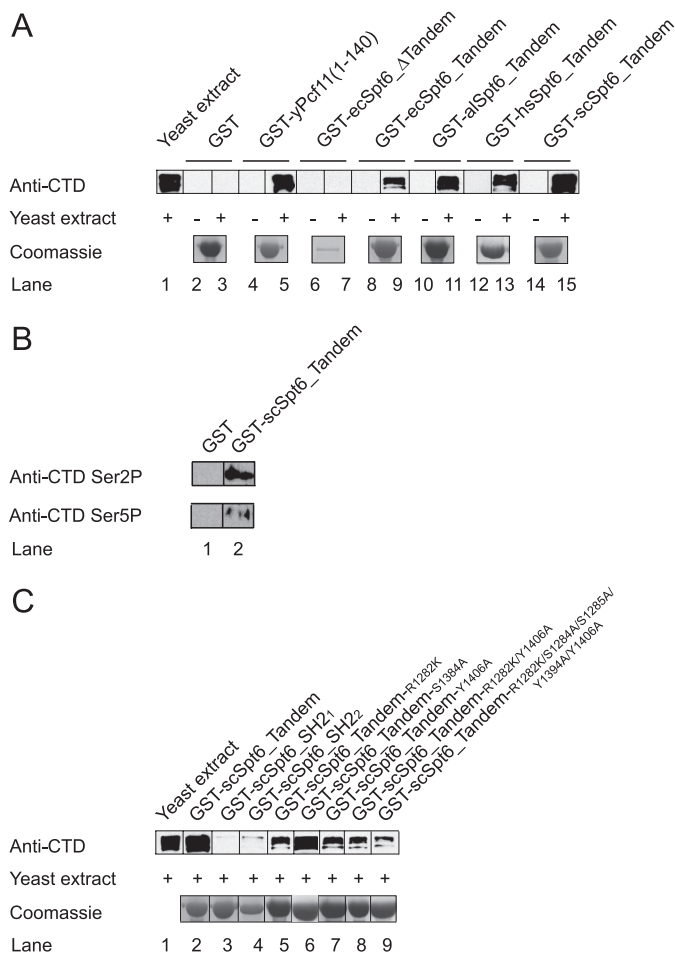 A
Yeast extract
GST
GST-yPcf11(1-140)
GST-ecSpt6_ΔTandem
GST-ecSpt6_Tandem
GST-alSpt6_Tandem
GST-hsSpt6_Tandem
GST-scSpt6_Tandem
Anti-CTD
Yeast extract + - + - + - + - + - + - + - +
Coomassie
Lane 1 2 3 4 5 6 7 8 9 10 11 12 13 14 15
B
GST
GST-scSpt6_Tandem
Anti-CTD Ser2P
Anti-CTD Ser5P
Lane 1 2
C
Yeast extract
GST-scSpt6_Tandem
GST-scSpt6_SH2₁
GST-scSpt6_SH2₂
GST-scSpt6_Tandem-R1282K
GST-scSpt6_Tandem-S1384A
GST-scSpt6_Tandem-Y1406A
GST-scSpt6_Tandem-R1282K/Y1406A
GST-scSpt6_Tandem-R1282K/S1284A/S1285A/
Y1394A/Y1406A
Anti-CTD
Yeast extract + + + + + + + + +
Coomassie
Lane 1 2 3 4 5 6 7 8 9